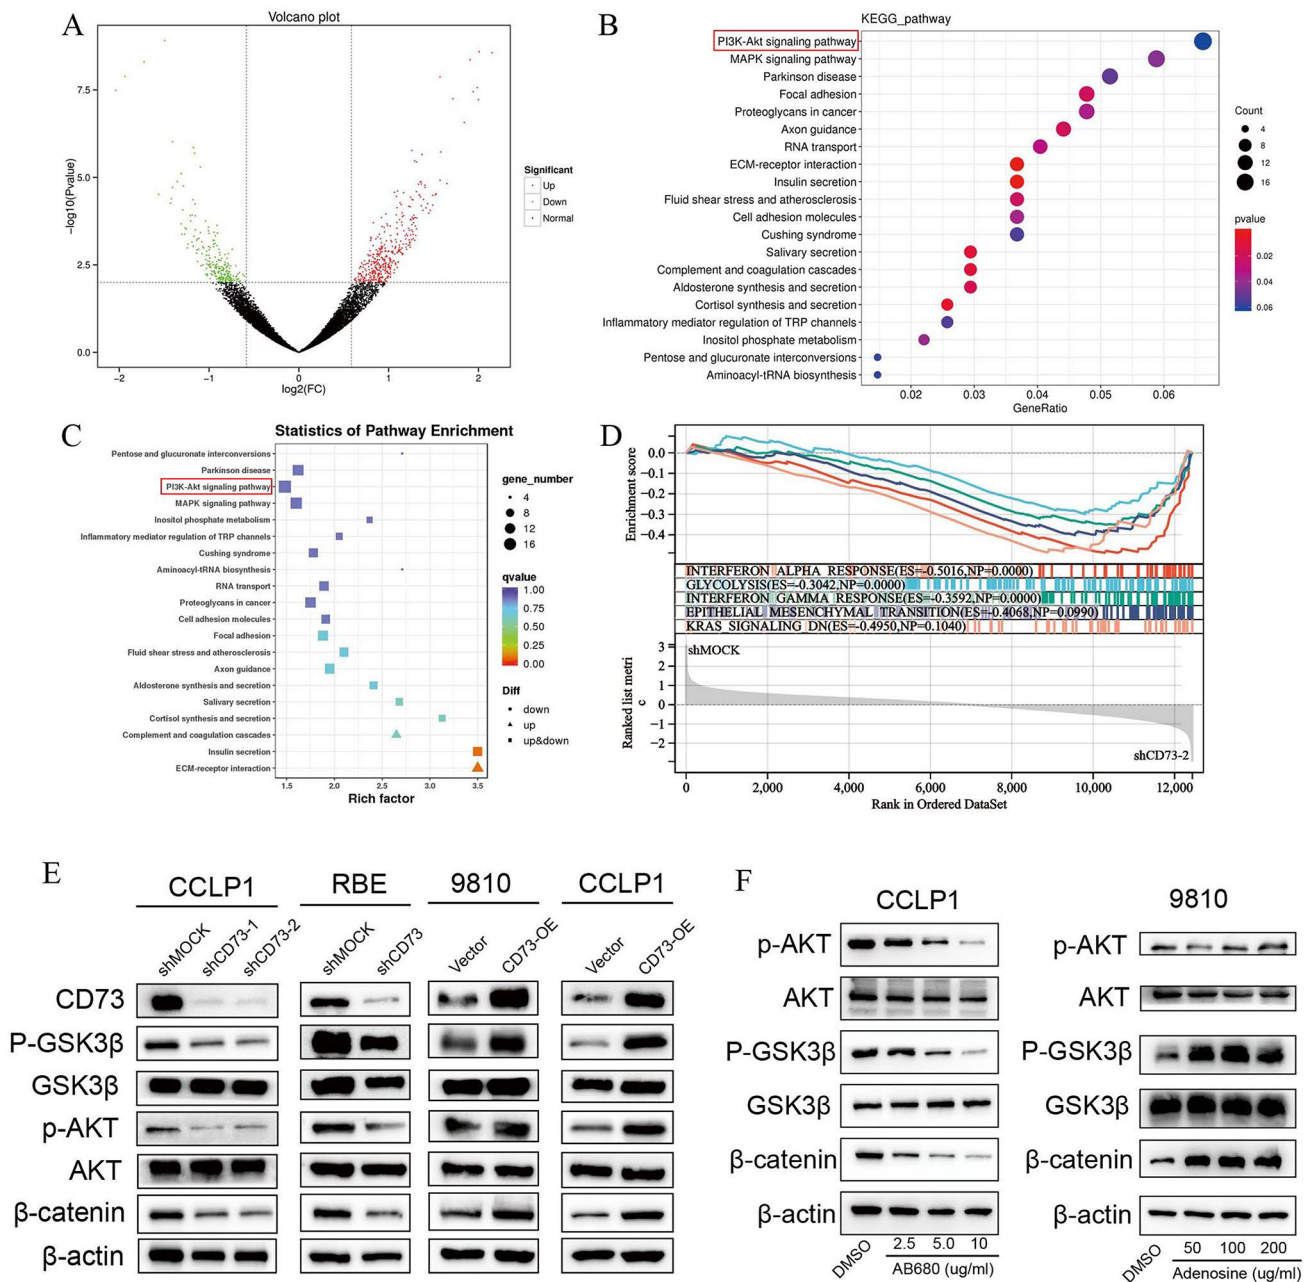 A
Volcano plot
7.5
5.0
2.5
0.0
−log10(Pvalue)
−2
−1
0
1
2
log2(FC)
Significant
Up
Down
Normal
B
KEGG_pathway
PI3K-Akt signaling pathway
MAPK signaling pathway
Parkinson disease
Focal adhesion
Proteoglycans in cancer
Axon guidance
RNA transport
ECM-receptor interaction
Insulin secretion
Fluid shear stress and atherosclerosis
Cell adhesion molecules
Cushing syndrome
Salivary secretion
Complement and coagulation cascades
Aldosterone synthesis and secretion
Cortisol synthesis and secretion
Inflammatory mediator regulation of TRP channels
Inositol phosphate metabolism
Pentose and glucuronate interconversions
Aminoacyl-tRNA biosynthesis
0.02
0.03
0.04
0.05
0.06
GeneRatio
Count
4
8
12
16
pvalue
0.02
0.04
0.06
C
Statistics of Pathway Enrichment
Pentose and glucuronate interconversions
Parkinson disease
PI3K-Akt signaling pathway
MAPK signaling pathway
Inositol phosphate metabolism
Inflammatory mediator regulation of TRP channels
Cushing syndrome
Aminoacyl-tRNA biosynthesis
RNA transport
Proteoglycans in cancer
Cell adhesion molecules
Focal adhesion
Fluid shear stress and atherosclerosis
Axon guidance
Aldosterone synthesis and secretion
Salivary secretion
Cortisol synthesis and secretion
Complement and coagulation cascades
Insulin secretion
ECM-receptor interaction
1.5
2.0
2.5
3.0
3.5
Rich factor
gene_number
4
8
12
16
qvalue
1.00
0.75
0.50
0.25
0.00
Diff
down
up
up&down
D
Enrichment score
0.0
−0.1
−0.2
−0.3
−0.4
INTERFERON_ALPHA_RESPONSE(ES=-0.5016,NP=0.0000)
GLYCOLYSIS(ES=-0.3042,NP=0.0000)
INTERFERON_GAMMA_RESPONSE(ES=-0.3592,NP=0.0000)
EPITHELIAL_MESENCHYMAL_TRANSITION(ES=-0.4068,NP=0.0990)
KRAS_SIGNALING_DN(ES=-0.4950,NP=0.1040)
Ranked list metri
c
3
2
1
0
−1
−2
shMOCK
shCD73-2
0
2,000
4,000
6,000
8,000
10,000
12,000
Rank in Ordered DataSet
E
CCLP1
RBE
9810
CCLP1
shMOCK
shCD73-1
shCD73-2
shMOCK
shCD73
Vector
CD73-OE
Vector
CD73-OE
CD73
P-GSK3β
GSK3β
p-AKT
AKT
β-catenin
β-actin
F
CCLP1
p-AKT
AKT
P-GSK3β
GSK3β
β-catenin
β-actin
DMSO
2.5
5.0
10
AB680 (ug/ml)
9810
p-AKT
AKT
P-GSK3β
GSK3β
β-catenin
β-actin
DMSO
50
100
200
Adenosine (ug/ml)